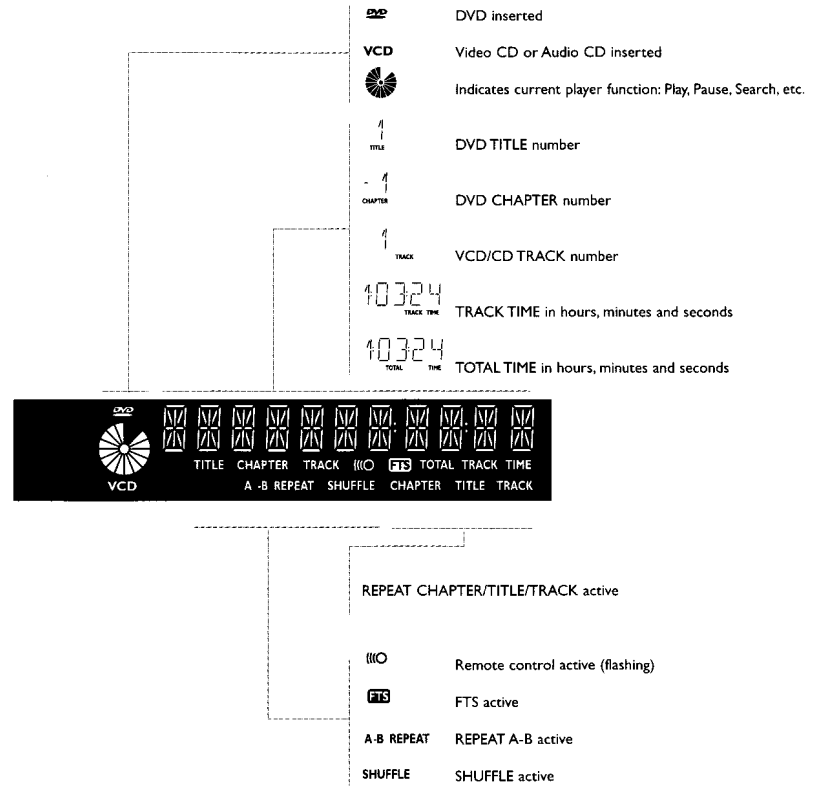 DVD DVD inserted
VCD Video CD or Audio CD inserted
Indicates current player function: Play, Pause, Search, etc.
1
TITLE DVD TITLE number
- 1
CHAPTER DVD CHAPTER number
1
TRACK VCD/CD TRACK number
1:03:24
TRACK TIME TRACK TIME in hours, minutes and seconds
1:03:24
TOTAL TIME TOTAL TIME in hours, minutes and seconds
DVD
TITLE CHAPTER TRACK FTS TOTAL TRACK TIME
VCD A -B REPEAT SHUFFLE CHAPTER TITLE TRACK
REPEAT CHAPTER/TITLE/TRACK active
Remote control active (flashing)
FTS FTS active
A-B REPEAT REPEAT A-B active
SHUFFLE SHUFFLE active